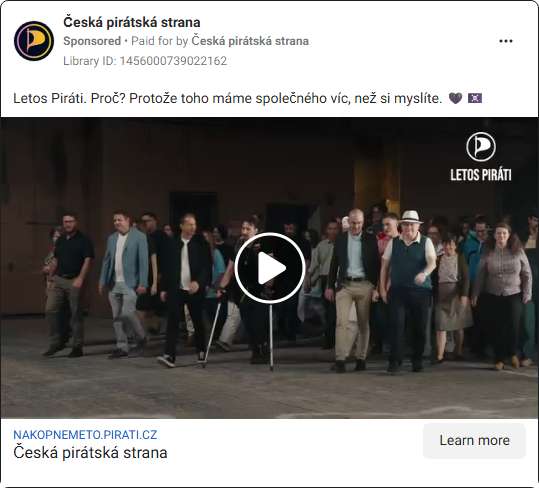 Česká pirátská strana
Sponsored • Paid for by Česká pirátská strana
Library ID: 1456000739022162
Letos Piráti. Proč? Protože toho máme společného víc, než si myslíte.
LETOS PIRÁTI
NAKOPNEMETO.PIRATI.CZ
Česká pirátská strana
Learn more